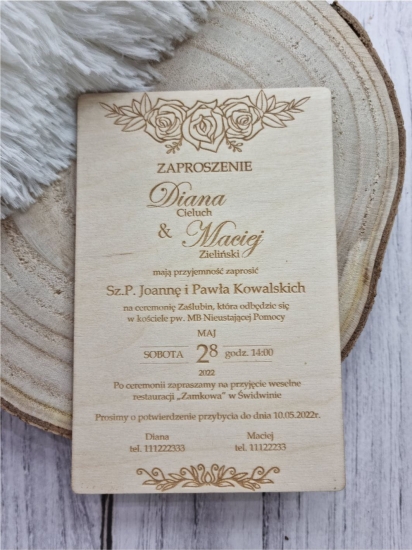 ZAPROSZENIE
Diana
Cieluch
& Maciej
Zieliński
mają przyjemność zaprosić
Sz.P. Joannę i Pawła Kowalskich
na ceremonię Zaślubin, która odbędzie się
w kościele pw. MB Nieustającej Pomocy
MAJ
SOBOTA 28 godz. 14:00
2022
Po ceremonii zapraszamy na przyjęcie weselne
restauracji „Zamkowa" w Świdwinie
Prosimy o potwierdzenie przybycia do dnia 10.05.2022r.
Diana Maciej
tel. 111222333 tel. 11122233